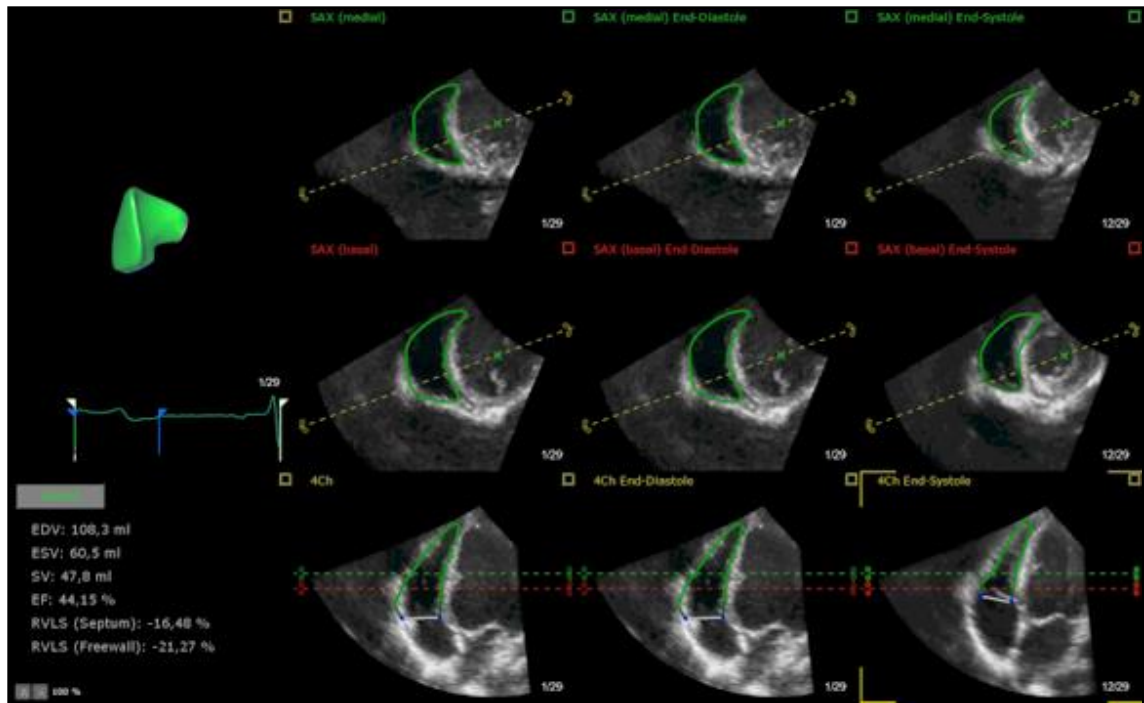 SAX (medial)
SAX (medial) End-Diastole
SAX (medial) End-Systole
1/29
1/29
12/29
SAX (basal)
SAX (basal) End-Diastole
SAX (basal) End-Systole
1/29
1/29
1/29
12/29
4Ch
4Ch End-Diastole
4Ch End-Systole
EDV: 108,3 ml
ESV: 60,5 ml
SV: 47,8 ml
EF: 44,15 %
RVLS (Septum): -16,48 %
RVLS (Freewall): -21,27 %
100 %
1/29
1/29
12/29